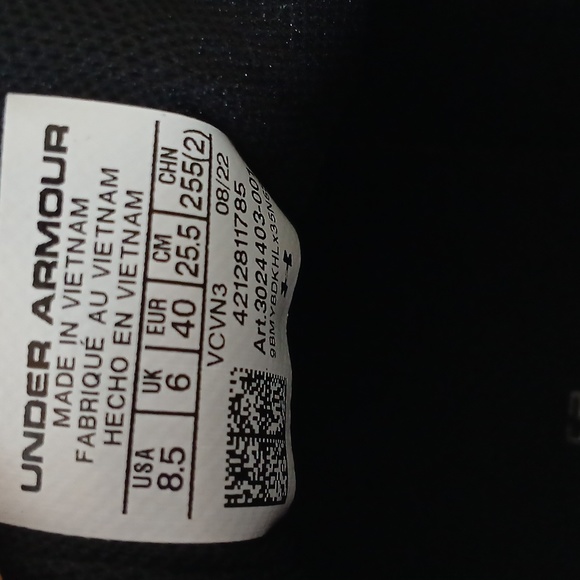 UNDER ARMOUR
MADE IN VIETNAM
FABRIQUÉ AU VIETNAM
HECHO EN VIETNAM
USA UK EUR CM CHN
8.5 6 40 25.5 255(2)
VCVN3 08/22
4212811785
Art.3024403-001